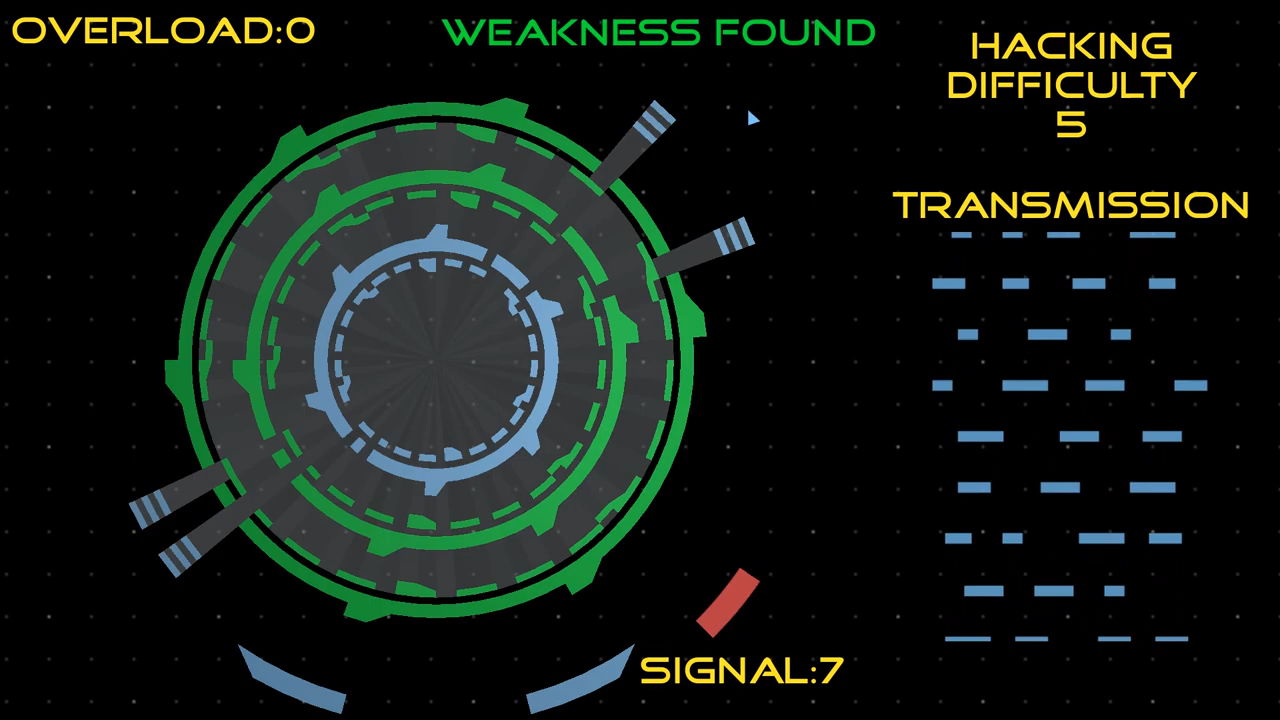 OVERLOAD:0
WEAKNESS FOUND
HACKING
DIFFICULTY
5
TRANSMISSION
SIGNAL:7